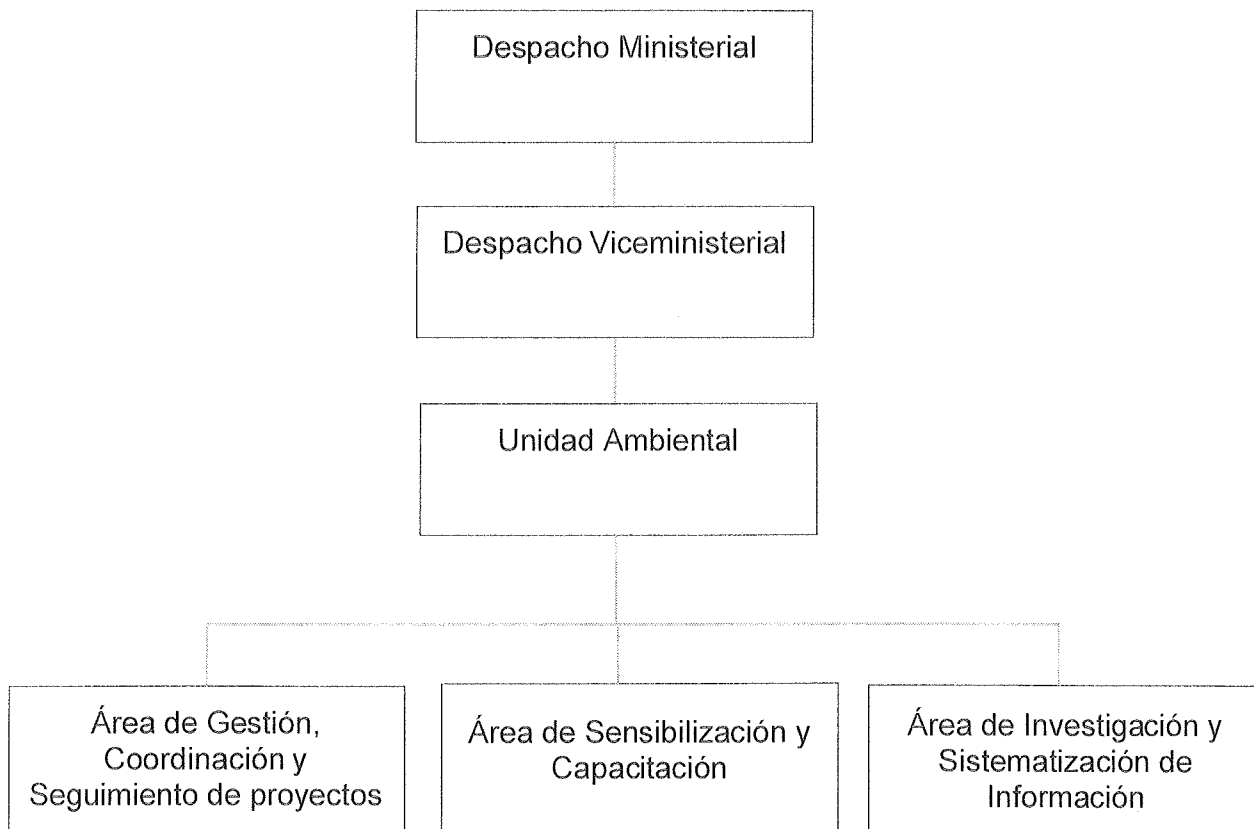 Despacho Ministerial
Despacho Viceministerial
Unidad Ambiental
Área de Gestión,
Coordinación y
Seguimiento de proyectos
Área de Sensibilización y
Capacitación
Área de Investigación y
Sistematización de
Información